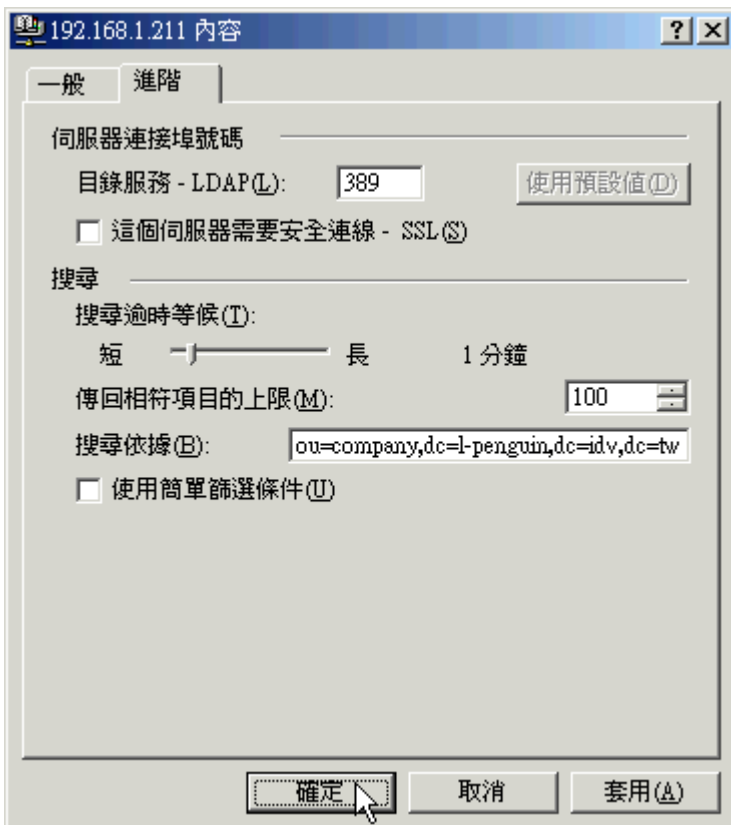 192.168.1.211 內容
一般 進階
伺服器連接埠號碼
目錄服務 - LDAP(L): 389 使用預設值(D)
這個伺服器需要安全連線 - SSL(S)
搜尋
搜尋逾時等候(T):
短 長 1 分鐘
傳回相符項目的上限(M): 100
搜尋依據(B): ou=company,dc=l-penguin,dc=idv,dc=tw
使用簡單篩選條件(U)
確定 取消 套用(A)